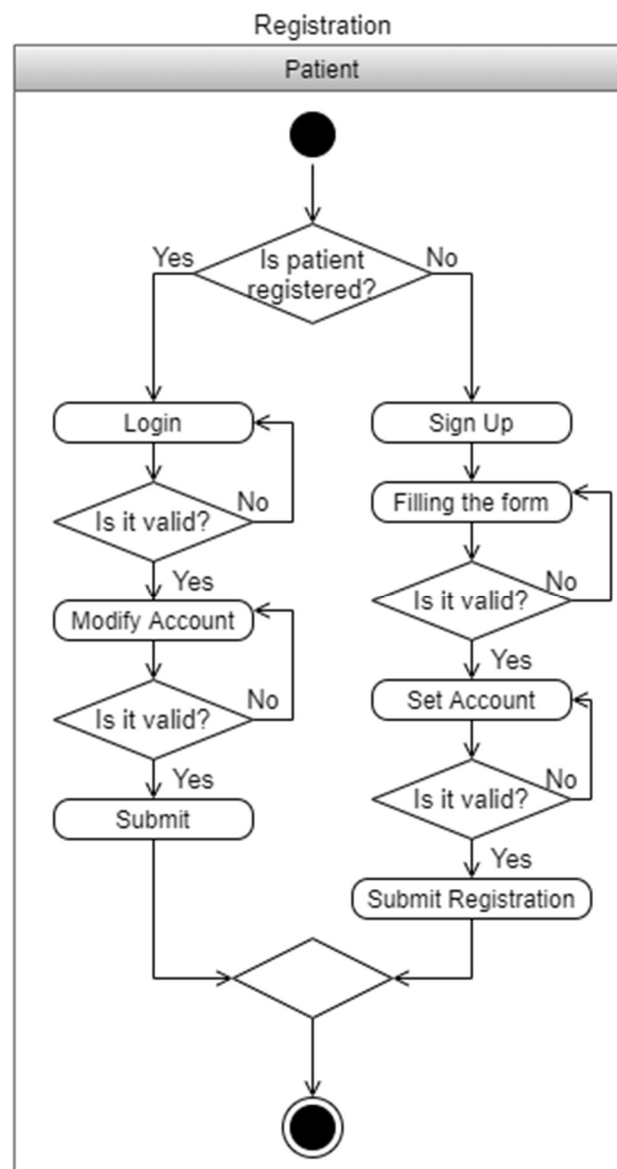 Registration
Patient
Yes
Is patient
registered?
No
Login
Sign Up
Is it valid?
No
Filling the form
Yes
Is it valid?
No
Modify Account
Yes
Is it valid?
No
Set Account
Yes
Is it valid?
No
Submit
Yes
Submit Registration